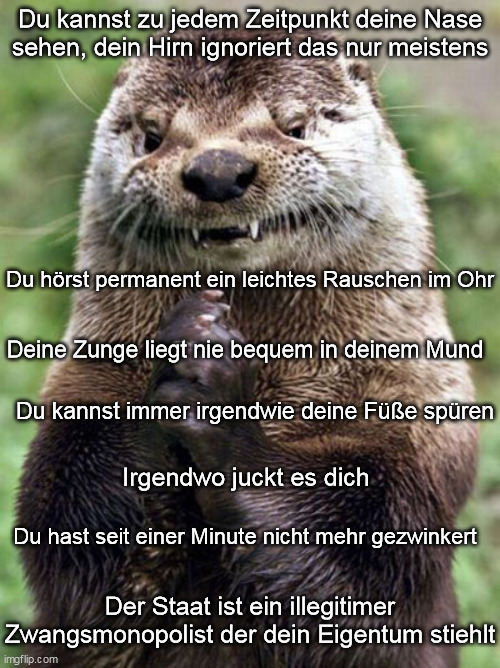 Du kannst zu jedem Zeitpunkt deine Nase
sehen, dein Hirn ignoriert das nur meistens
Du hörst permanent ein leichtes Rauschen im Ohr
Deine Zunge liegt nie bequem in deinem Mund
Du kannst immer irgendwie deine Füße spüren
Irgendwo juckt es dich
Du hast seit einer Minute nicht mehr gezwinkert
Der Staat ist ein illegitimer
Zwangsmonopolist der dein Eigentum stiehlt
imgflip.com